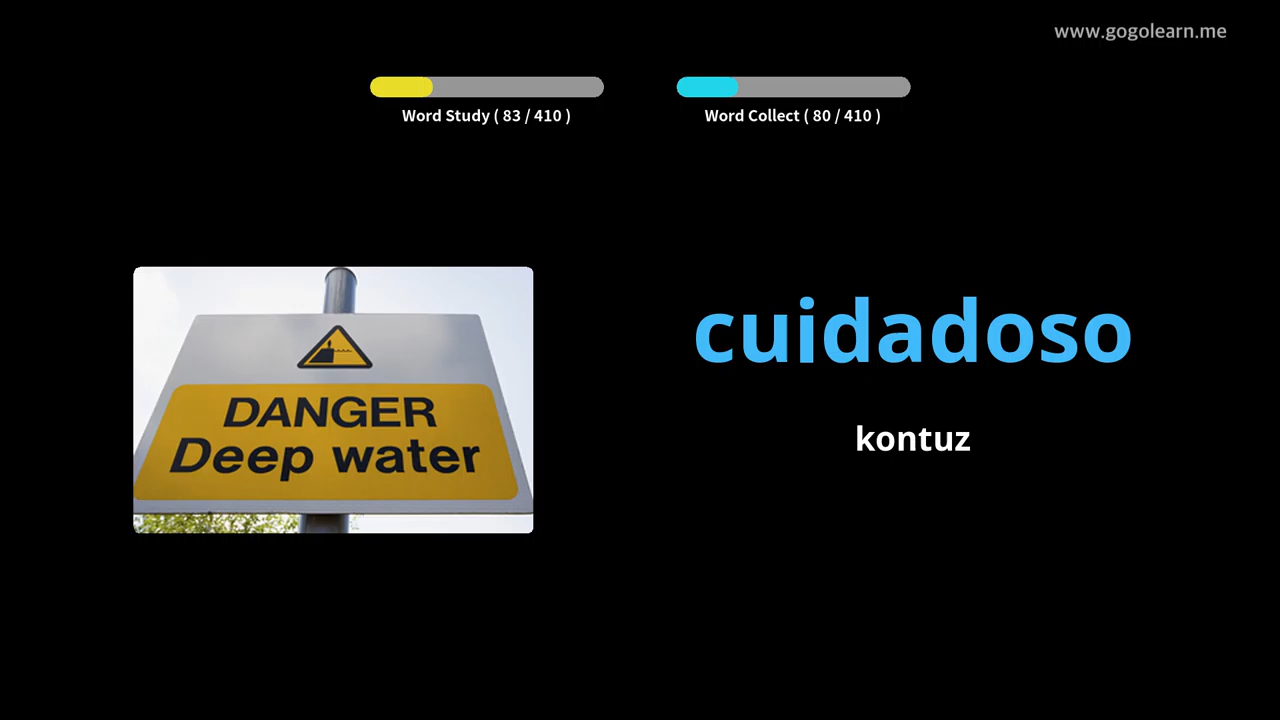 www.gogolearn.me
Word Study ( 83 / 410 )
Word Collect ( 80 / 410 )
DANGER
Deep water
cuidadoso
kontuz